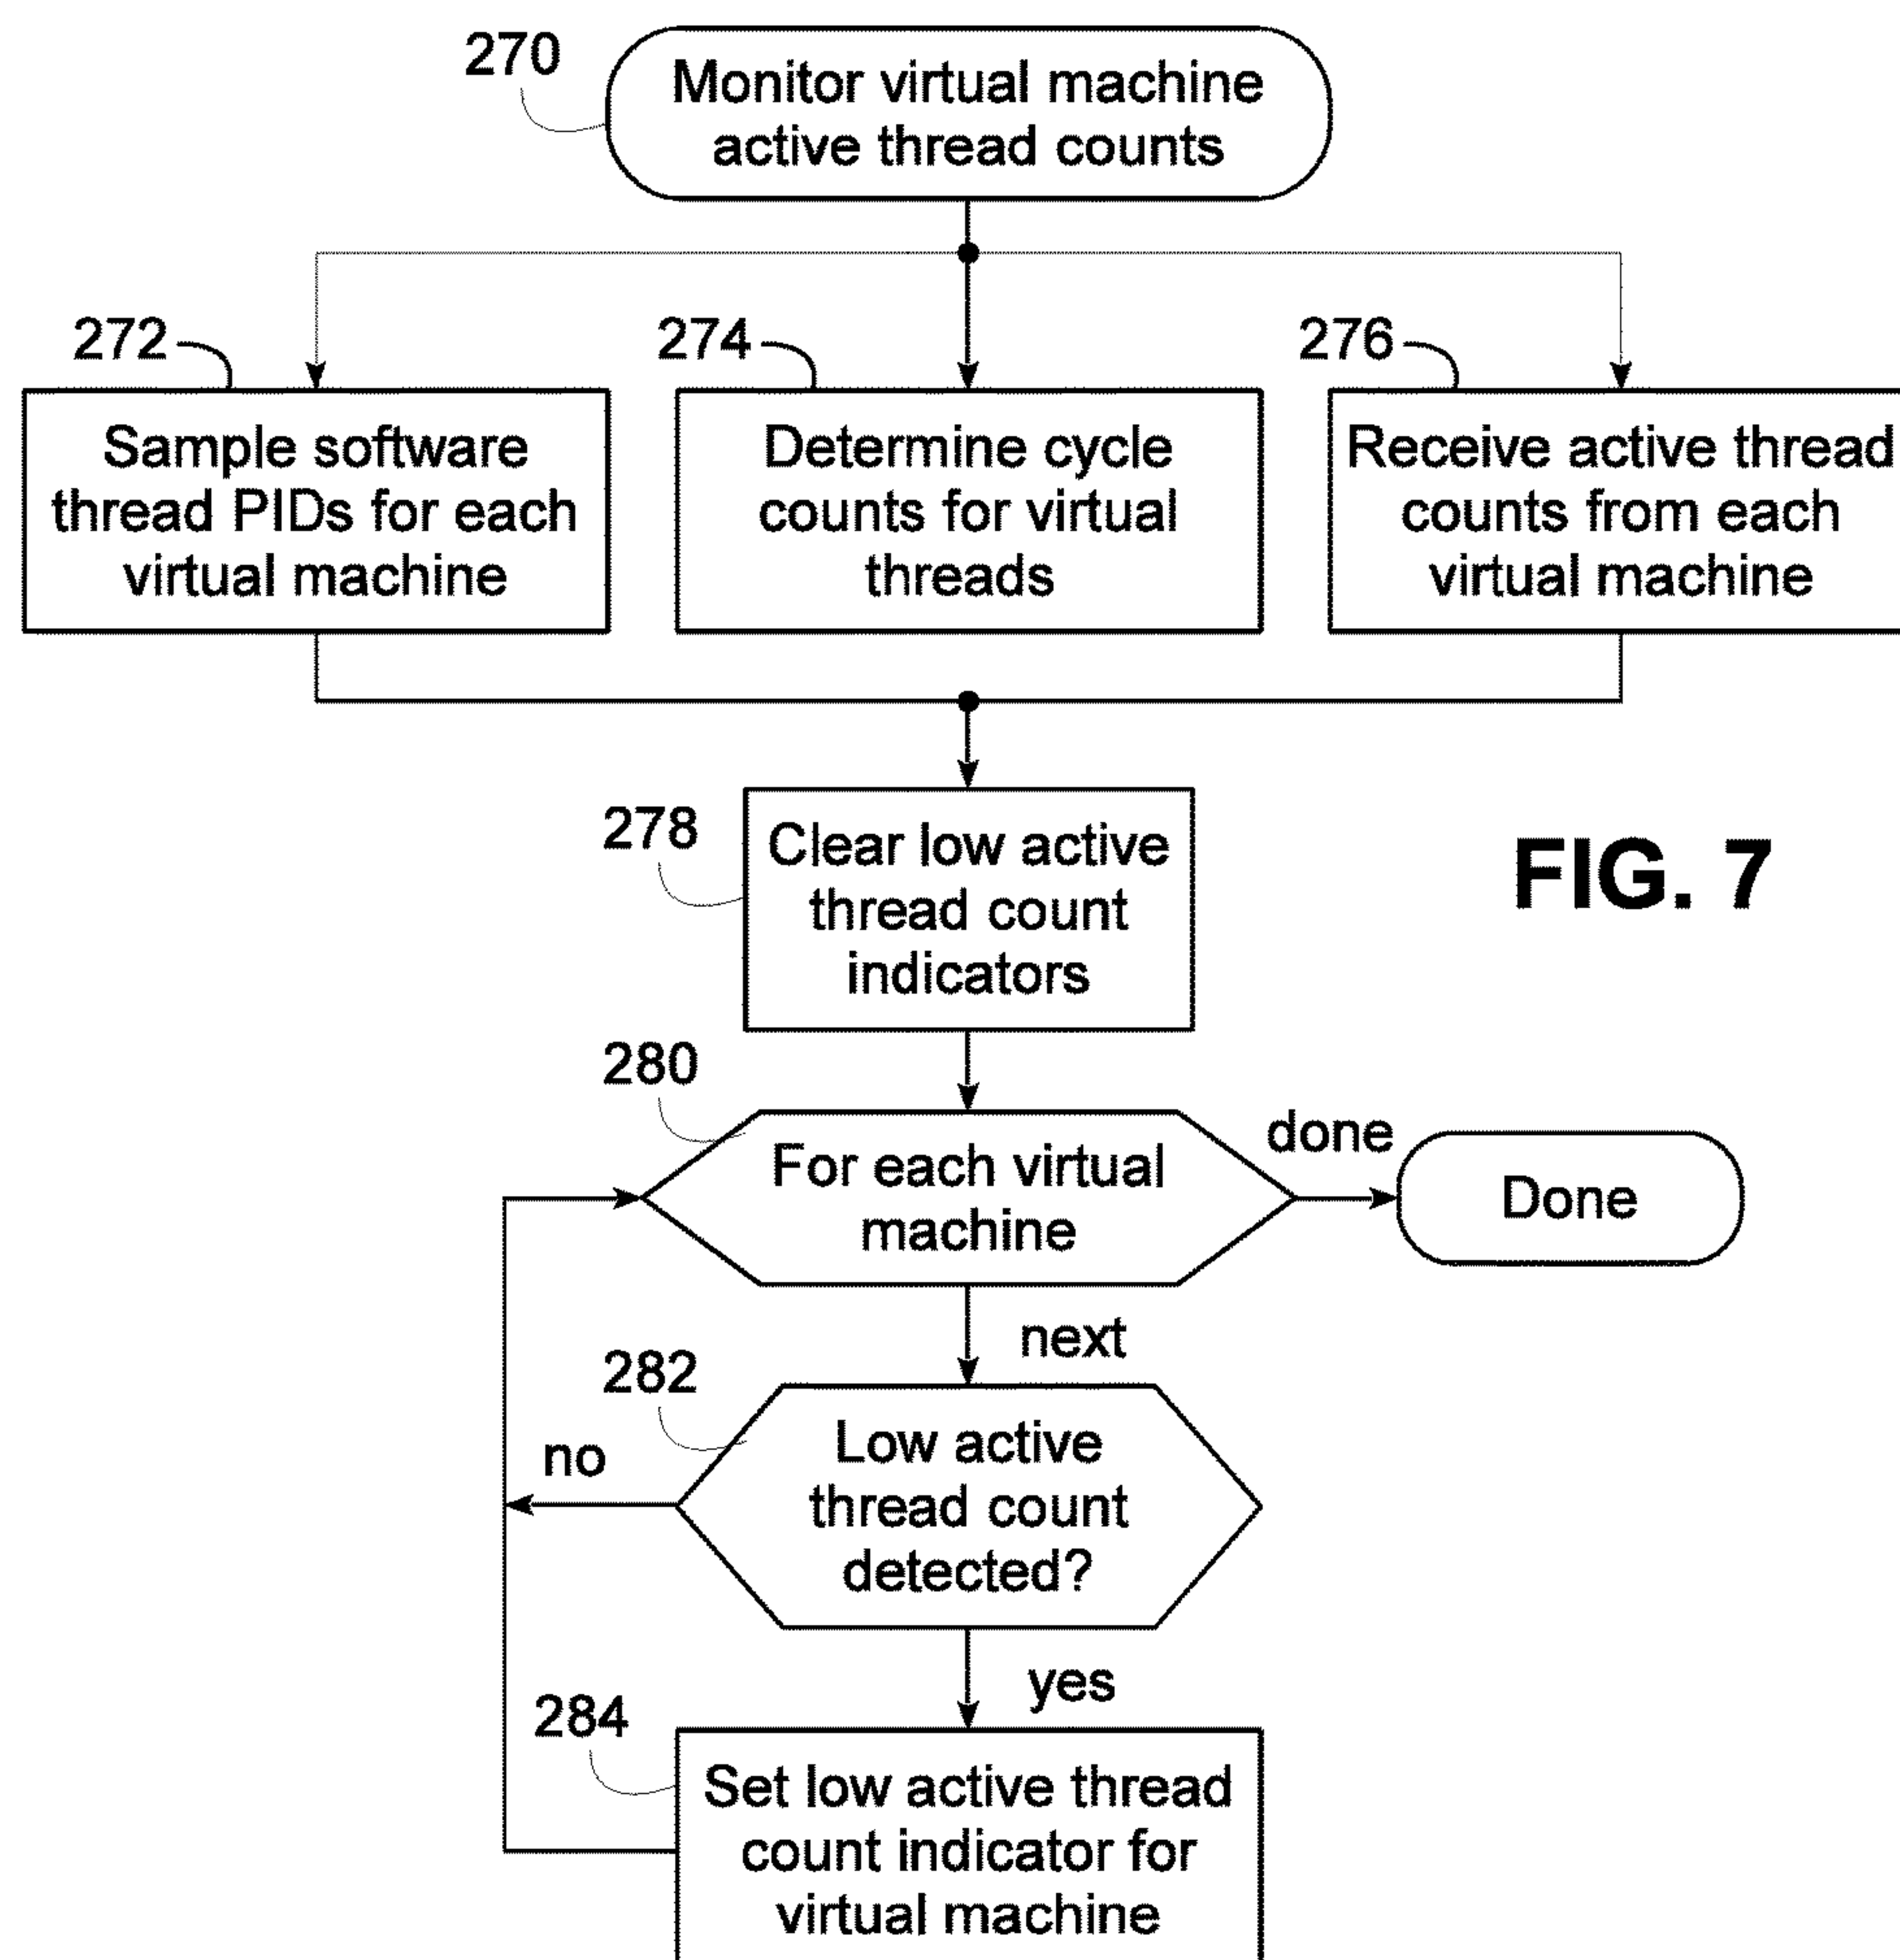 270
Monitor virtual machine
active thread counts
272
274
276
Sample software
thread PIDs for each
virtual machine
Determine cycle
counts for virtual
threads
Receive active thread
counts from each
virtual machine
278
Clear low active
thread count
indicators
FIG. 7
280
For each virtual
machine
done
Done
next
282
Low active
thread count
detected?
no
yes
284
Set low active thread
count indicator for
virtual machine